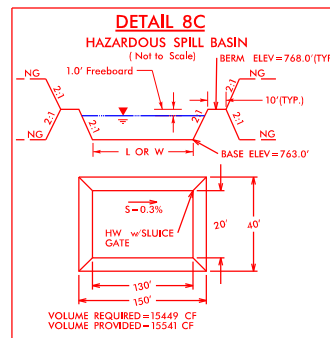 DETAIL 8C
HAZARDOUS SPILL BASIN
( Not to Scale)
1.0' Freeboard
BERM ELEV=768.0'(TYP
NG
NG
2:1
2:1
2:1
2:1
10'(TYP.)
NG
NG
L OR W
BASE ELEV=763.0'
S=0.3%
HW w/SLUICE
GATE
20'
40'
130'
150'
VOLUME REQUIRED=15449 CF
VOLUME PROVIDED=15541 CF